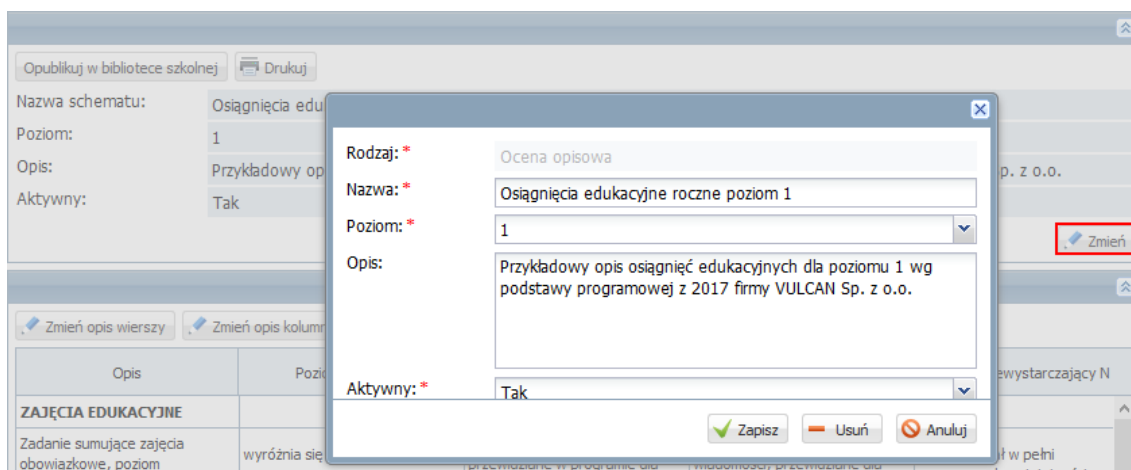 Opublikuj w bibliotece szkolnej Drukuj
Nazwa schematu: Osiągnięcia edu
Poziom: 1
Opis: Przykładowy op p. z o.o.
Aktywny: Tak
Zmień
Rodzaj: * Ocena opisowa
Nazwa: * Osiągnięcia edukacyjne roczne poziom 1
Poziom: * 1
Opis: Przykładowy opis osiągnięć edukacyjnych dla poziomu 1 wg
podstawy programowej z 2017 firmy VULCAN Sp. z o.o.
Aktywny: * Tak
Zapisz Usuń Anuluj
Zmień opis wierszy Zmień opis kolumn
Opis Pozio ewystarczający N
ZAJĘCIA EDUKACYJNE
Zadanie sumujące zajęcia
obowiązkowe, poziom
wyróżnia się
ł w pełni